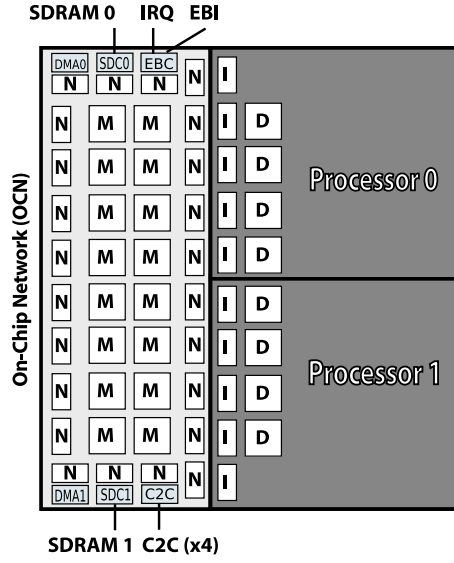 SDRAM 0 IRQ EBI
DMA0 SDC0 EBC N I
N N N
N M M N I D
N M M N I D
N M M N I D
N M M N I D
Processor 0
On-Chip Network (OCN)
N M M N I D
N M M N I D
N M M N I D
N M M N I D
Processor 1
N N N N I
DMA1 SDC1 C2C
SDRAM 1 C2C (x4)